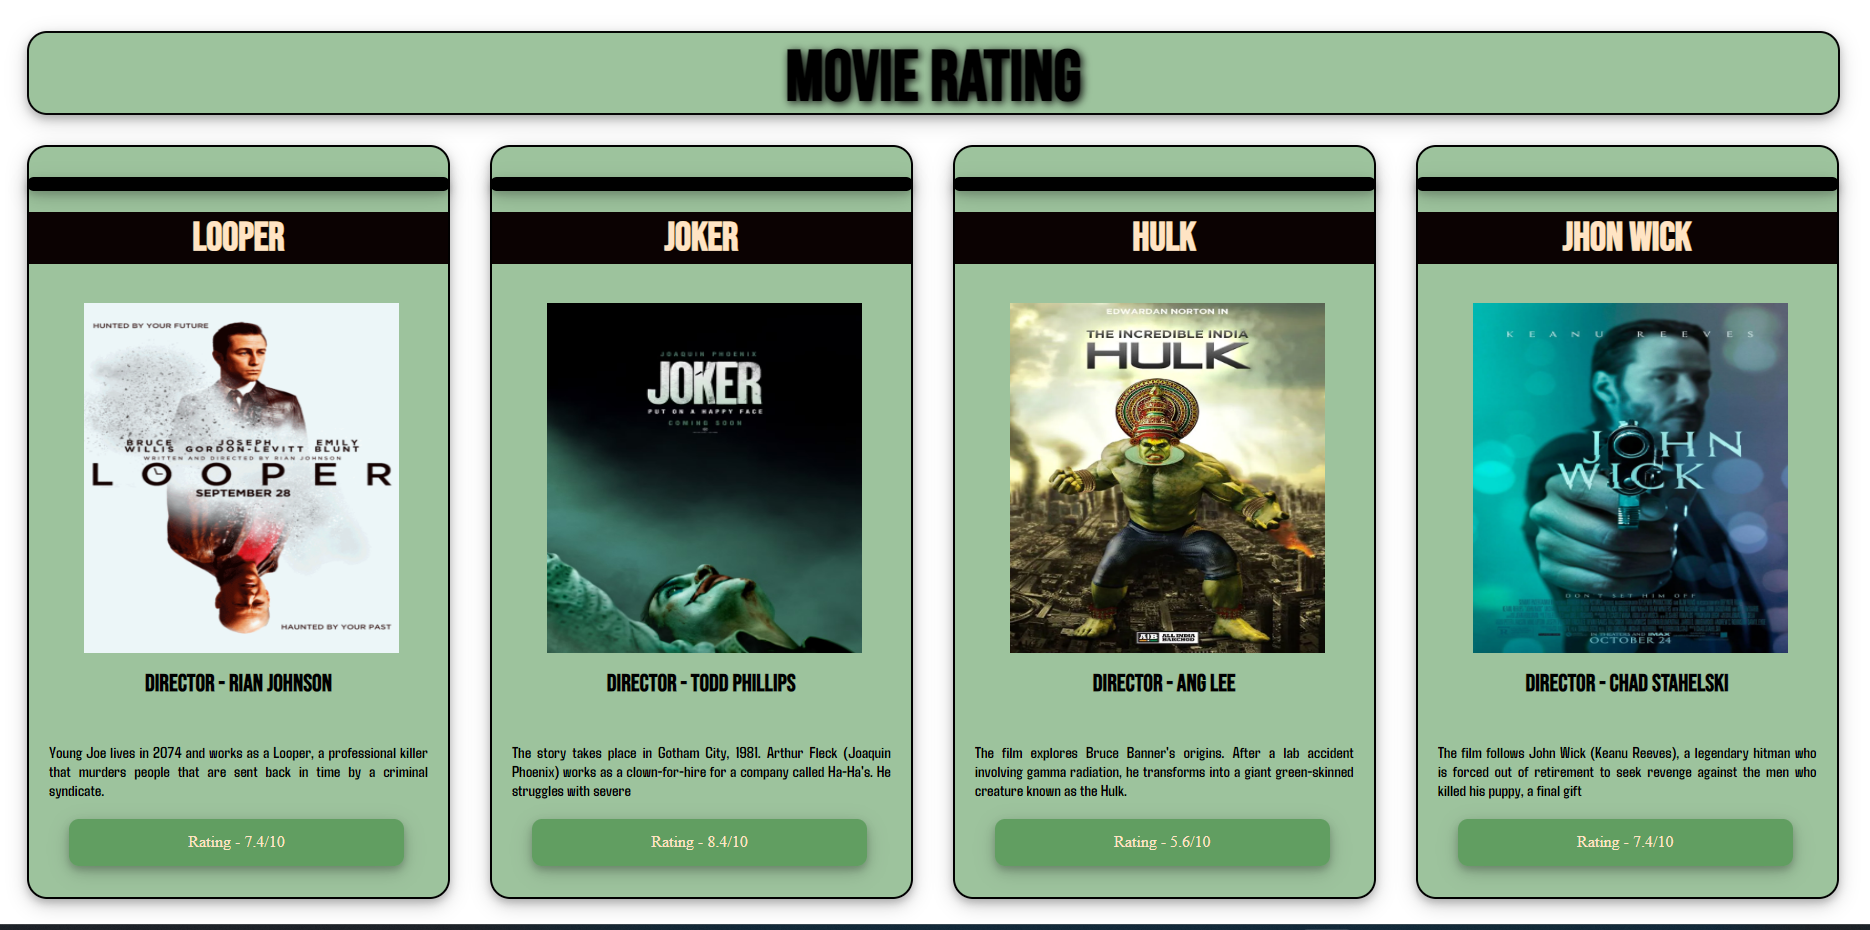 MOVIE RATING
LOOPER
HUNTED BY YOUR FUTURE
BRUCE WILLIS JOSEPH GORDON-LEVITT EMILY BLUNT
WRITTEN AND DIRECTED BY RIAN JOHNSON
LOOPER
SEPTEMBER 28
HAUNTED BY YOUR PAST
DIRECTOR - RIAN JOHNSON
Young Joe lives in 2074 and works as a Looper, a professional killer
that murders people that are sent back in time by a criminal
syndicate.
Rating - 7.4/10
JOKER
JOAQUIN PHOENIX
JOKER
PUT ON A HAPPY FACE
COMING SOON
DIRECTOR - TODD PHILLIPS
The story takes place in Gotham City, 1981. Arthur Fleck (Joaquin
Phoenix) works as a clown-for-hire for a company called Ha-Ha's. He
struggles with severe
Rating - 8.4/10
HULK
EDWARDAN NORTON IN
THE INCREDIBLE INDIA
HULK
AIB ALL INDIA
BAKCHOD
DIRECTOR - ANG LEE
The film explores Bruce Banner's origins. After a lab accident
involving gamma radiation, he transforms into a giant green-skinned
creature known as the Hulk.
Rating - 5.6/10
JHON WICK
KEANU REEVES
JOHN
WICK
DON'T SET HIM OFF
IN THEATERS AND IMAX
OCTOBER 24
DIRECTOR - CHAD STAHELSKI
The film follows John Wick (Keanu Reeves), a legendary hitman who
is forced out of retirement to seek revenge against the men who
killed his puppy, a final gift
Rating - 7.4/10